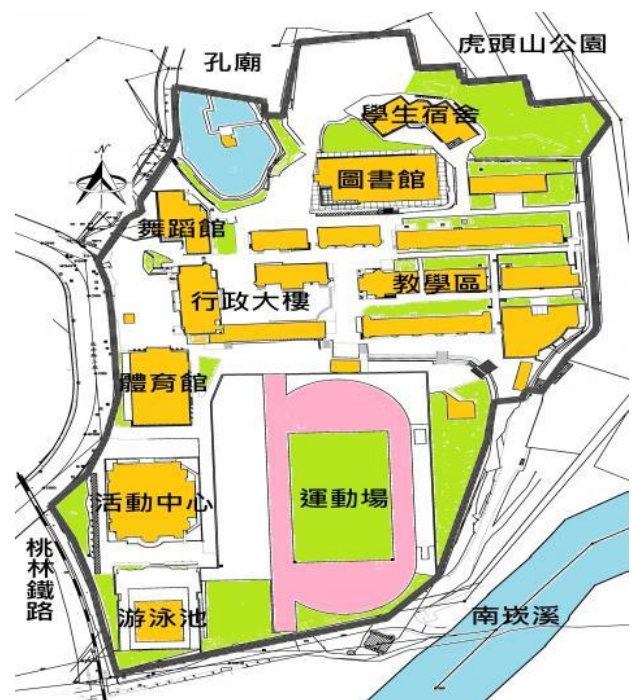 虎頭山公園
孔廟
學生宿舍
N
圖書館
舞蹈館
教學區
行政大樓
體育館
活動中心
運動場
桃林鐵路
游泳池
南崁溪